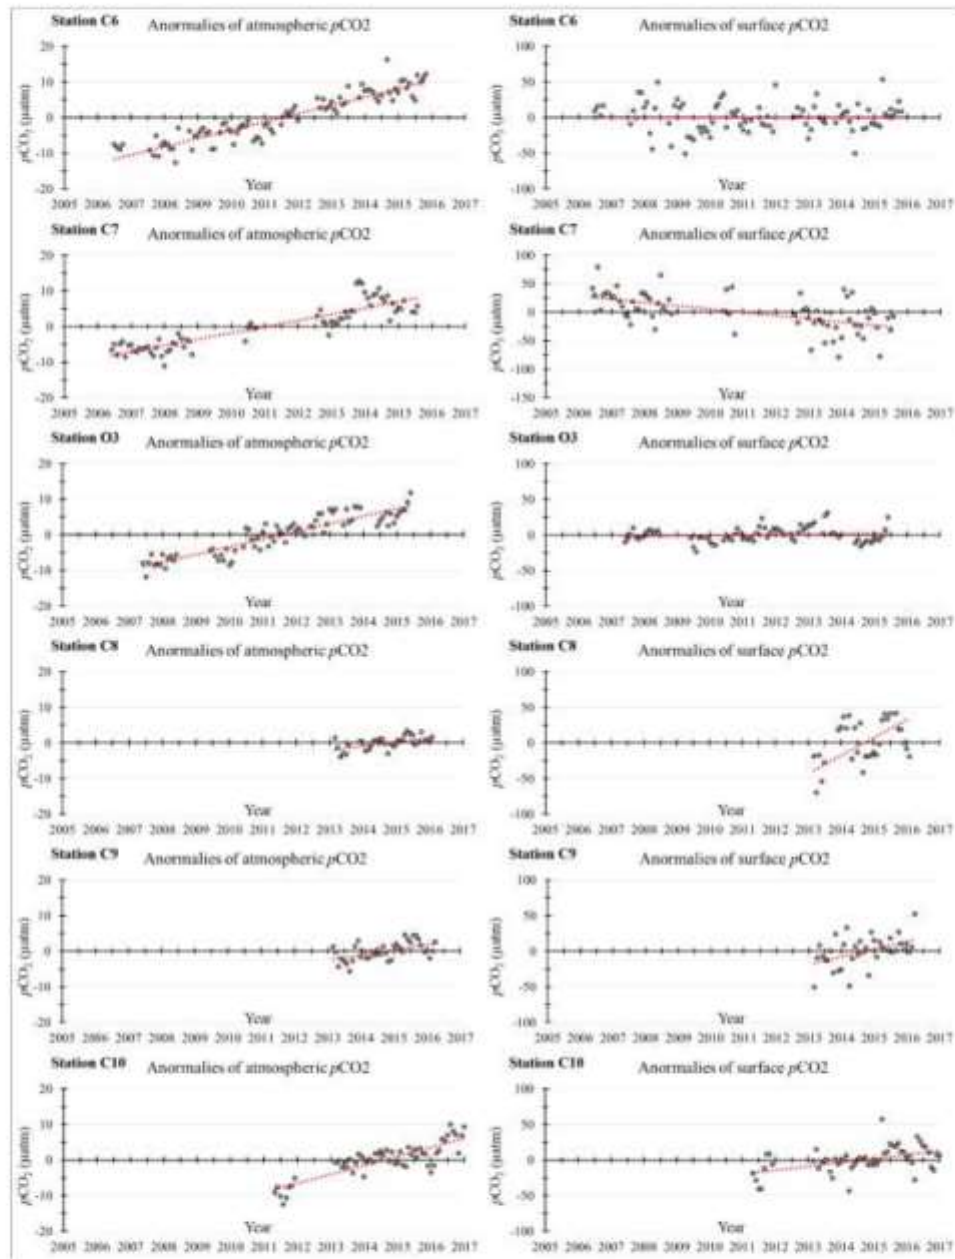 Station C6 Anormalies of atmospheric pCO2
20
10
0
-10
-20
pCO2 (µatm)
Year
2005 2006 2007 2008 2009 2010 2011 2012 2013 2014 2015 2016 2017
Station C6 Anormalies of surface pCO2
100
50
0
-50
-100
Year
2005 2006 2007 2008 2009 2010 2011 2012 2013 2014 2015 2016 2017
Station C7 Anormalies of atmospheric pCO2
20
10
0
-10
-20
pCO2 (µatm)
Year
2005 2006 2007 2008 2009 2010 2011 2012 2013 2014 2015 2016 2017
Station C7 Anormalies of surface pCO2
100
50
0
-50
-100
-150
Year
2005 2006 2007 2008 2009 2010 2011 2012 2013 2014 2015 2016 2017
Station O3 Anormalies of atmospheric pCO2
20
10
0
-10
-20
pCO2 (µatm)
Year
2005 2006 2007 2008 2009 2010 2011 2012 2013 2014 2015 2016 2017
Station O3 Anormalies of surface pCO2
100
50
0
-50
-100
Year
2005 2006 2007 2008 2009 2010 2011 2012 2013 2014 2015 2016 2017
Station C8 Anormalies of atmospheric pCO2
20
10
0
-10
-20
pCO2 (µatm)
Year
2005 2006 2007 2008 2009 2010 2011 2012 2013 2014 2015 2016 2017
Station C8 Anormalies of surface pCO2
100
50
0
-50
-100
Year
2005 2006 2007 2008 2009 2010 2011 2012 2013 2014 2015 2016 2017
Station C9 Anormalies of atmospheric pCO2
20
10
0
-10
-20
pCO2 (µatm)
Year
2005 2006 2007 2008 2009 2010 2011 2012 2013 2014 2015 2016 2017
Station C9 Anormalies of surface pCO2
100
50
0
-50
-100
Year
2005 2006 2007 2008 2009 2010 2011 2012 2013 2014 2015 2016 2017
Station C10 Anormalies of atmospheric pCO2
20
10
0
-10
-20
pCO2 (µatm)
Year
2005 2006 2007 2008 2009 2010 2011 2012 2013 2014 2015 2016 2017
Station C10 Anormalies of surface pCO2
100
50
0
-50
-100
Year
2005 2006 2007 2008 2009 2010 2011 2012 2013 2014 2015 2016 2017